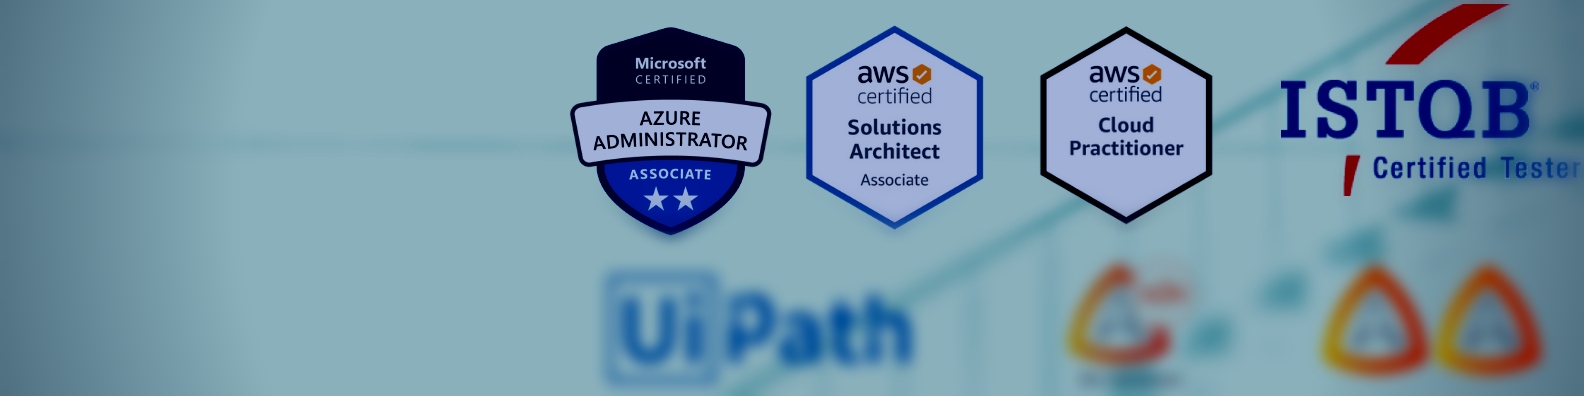 Microsoft
CERTIFIED
AZURE
ADMINISTRATOR
ASSOCIATE
aws
certified
Solutions
Architect
Associate
aws
certified
Cloud
Practitioner
ISTQB®
Certified Tester
UiPath